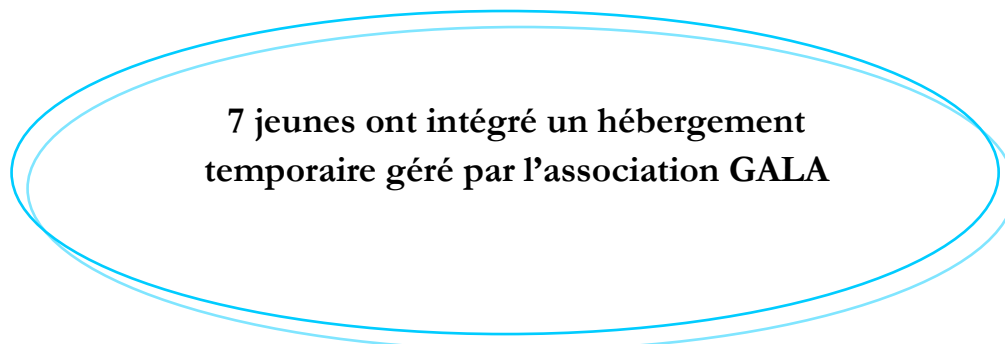 7 jeunes ont intégré un hébergement
temporaire géré par l’association GALA